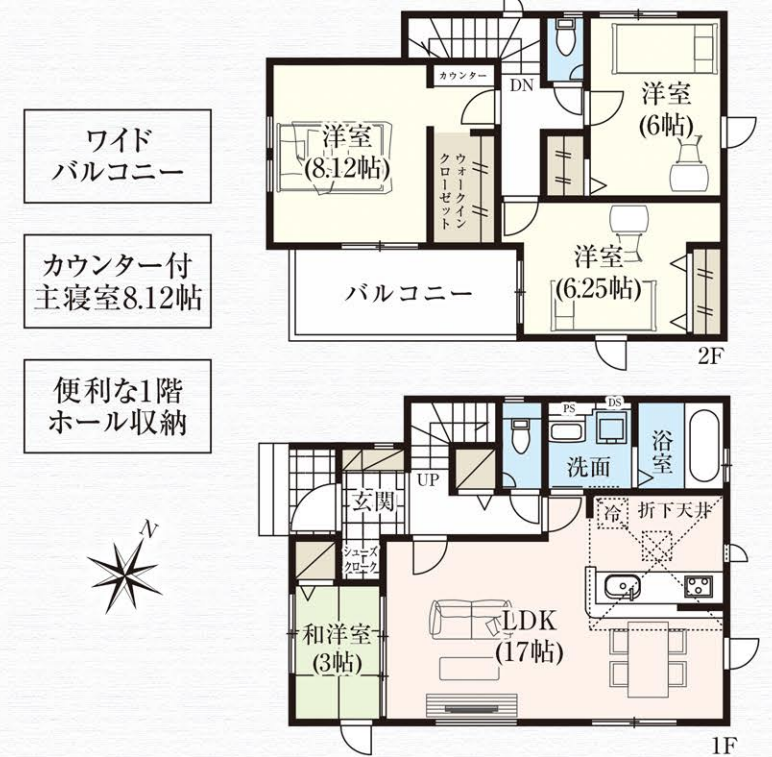 ワイド
バルコニー
カウンター付
主寝室8.12帖
便利な1階
ホール収納
カウンター
DN
洋室
(6帖)
洋室
(8.12帖)
ウォークイン
クローゼット
洋室
(6.25帖)
バルコニー
2F
PS
DS
洗面
浴室
UP
玄関
冷
折下天井
シューズ
クローク
LDK
(17帖)
和洋室
(3帖)
N
1F